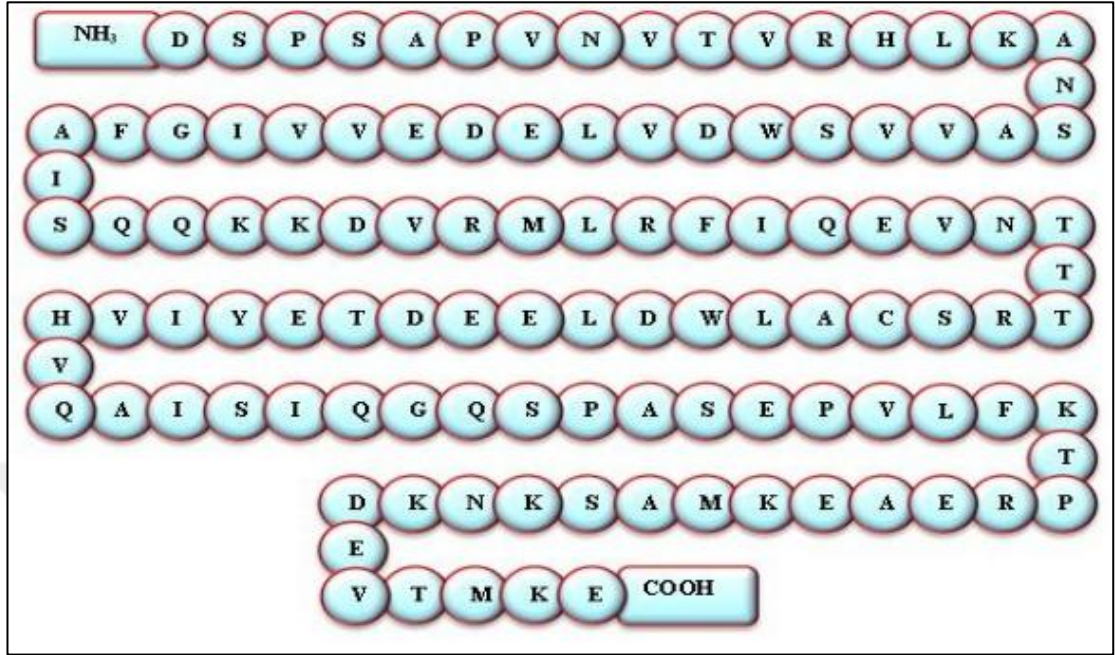 NH₃ D S P S A P V N V T V R H L K A
N
A F G I V V E D E L V D W S V V A S
I
S Q Q K K D V R M L R F I Q E V N T
T
H V I Y E T D E E L D W L A C S R T
V
Q A I S I Q G Q S P A S E P V L F K
T
D K N K S A M K E A E R P
E
V T M K E COOH